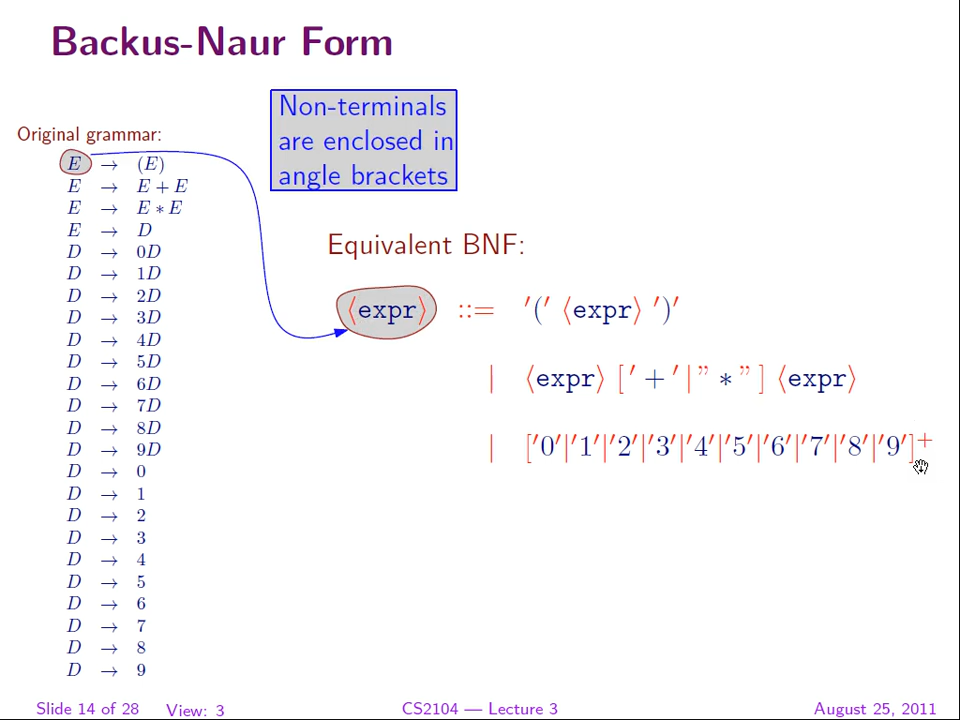 Backus-Naur Form
Non-terminals
are enclosed in
angle brackets
Original grammar:
E → (E)
E → E + E
E → E ∗ E
E → D
D → 0D
D → 1D
D → 2D
D → 3D
D → 4D
D → 5D
D → 6D
D → 7D
D → 8D
D → 9D
D → 0
D → 1
D → 2
D → 3
D → 4
D → 5
D → 6
D → 7
D → 8
D → 9
Equivalent BNF:
⟨expr⟩ ::= ′(′ ⟨expr⟩ ′)′
| ⟨expr⟩ [ ′ + ′ | ” ∗ ” ] ⟨expr⟩
| [′0′|′1′|′2′|′3′|′4′|′5′|′6′|′7′|′8′|′9′]⁺
Slide 14 of 28 View: 3 CS2104 — Lecture 3 August 25, 2011